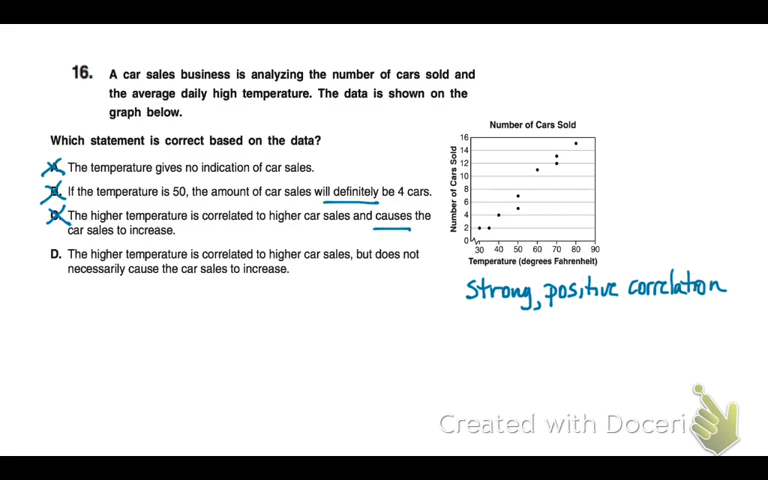 16. A car sales business is analyzing the number of cars sold and
the average daily high temperature. The data is shown on the
graph below.
Which statement is correct based on the data?
A. The temperature gives no indication of car sales.
B. If the temperature is 50, the amount of car sales will definitely be 4 cars.
C. The higher temperature is correlated to higher car sales and causes the
car sales to increase.
D. The higher temperature is correlated to higher car sales, but does not
necessarily cause the car sales to increase.
Number of Cars Sold
Number of Cars Sold
16
14
12
10
8
6
4
2
0
30 40 50 60 70 80 90
Temperature (degrees Fahrenheit)
strong, positive correlation
Created with Doceri